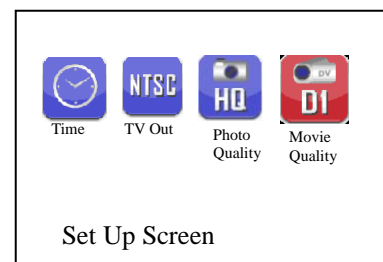 NTSC
HQ
DV
D1
Time
TV Out
Photo
Quality
Movie
Quality
Set Up Screen